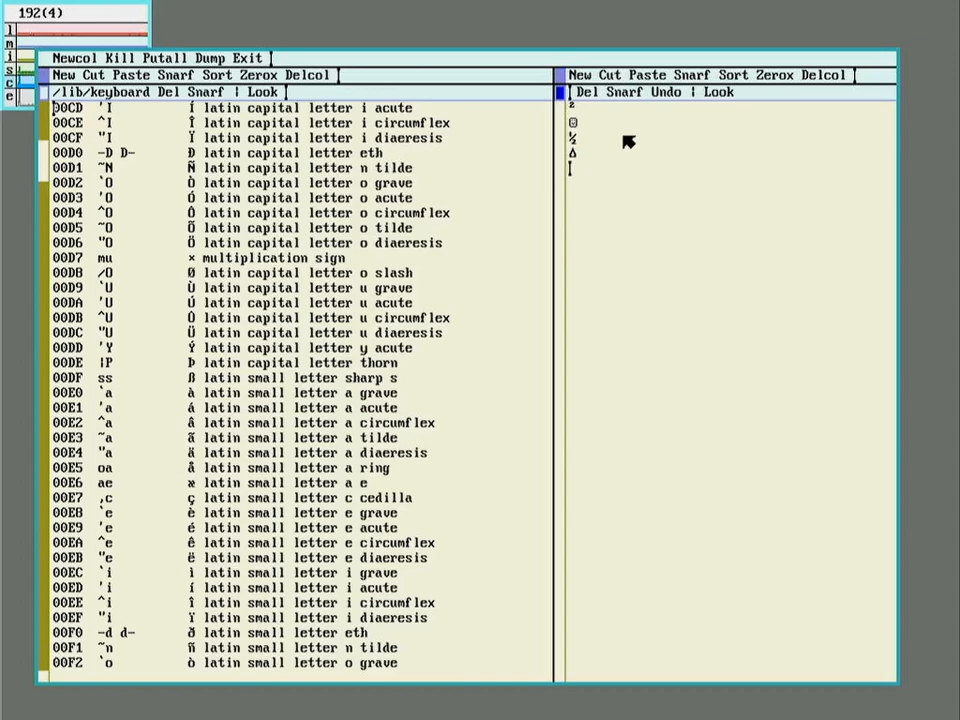 192(4)
l
m
i
s
c
e
Newcol Kill Putall Dump Exit
New Cut Paste Snarf Sort Zerox Delcol
/lib/keyboard Del Snarf | Look
00CD 'I Í latin capital letter i acute
00CE ^I Î latin capital letter i circumflex
00CF "I Ï latin capital letter i diaeresis
00D0 -D D- Ð latin capital letter eth
00D1 ~N Ñ latin capital letter n tilde
00D2 `O Ò latin capital letter o grave
00D3 'O Ó latin capital letter o acute
00D4 ^O Ô latin capital letter o circumflex
00D5 ~O Õ latin capital letter o tilde
00D6 "O Ö latin capital letter o diaeresis
00D7 mu × multiplication sign
00D8 /O Ø latin capital letter o slash
00D9 `U Ù latin capital letter u grave
00DA 'U Ú latin capital letter u acute
00DB ^U Û latin capital letter u circumflex
00DC "U Ü latin capital letter u diaeresis
00DD 'Y Ý latin capital letter y acute
00DE |P Þ latin capital letter thorn
00DF ss ß latin small letter sharp s
00E0 `a à latin small letter a grave
00E1 'a á latin small letter a acute
00E2 ^a â latin small letter a circumflex
00E3 ~a ã latin small letter a tilde
00E4 "a ä latin small letter a diaeresis
00E5 oa å latin small letter a ring
00E6 ae æ latin small letter a e
00E7 ,c ç latin small letter c cedilla
00E8 `e è latin small letter e grave
00E9 'e é latin small letter e acute
00EA ^e ê latin small letter e circumflex
00EB "e ë latin small letter e diaeresis
00EC `i ì latin small letter i grave
00ED 'i í latin small letter i acute
00EE ^i î latin small letter i circumflex
00EF "i ï latin small letter i diaeresis
00F0 -d d- ð latin small letter eth
00F1 ~n ñ latin small letter n tilde
00F2 `o ò latin small letter o grave
New Cut Paste Snarf Sort Zerox Delcol
Del Snarf Undo | Look
²
☺
½
Δ